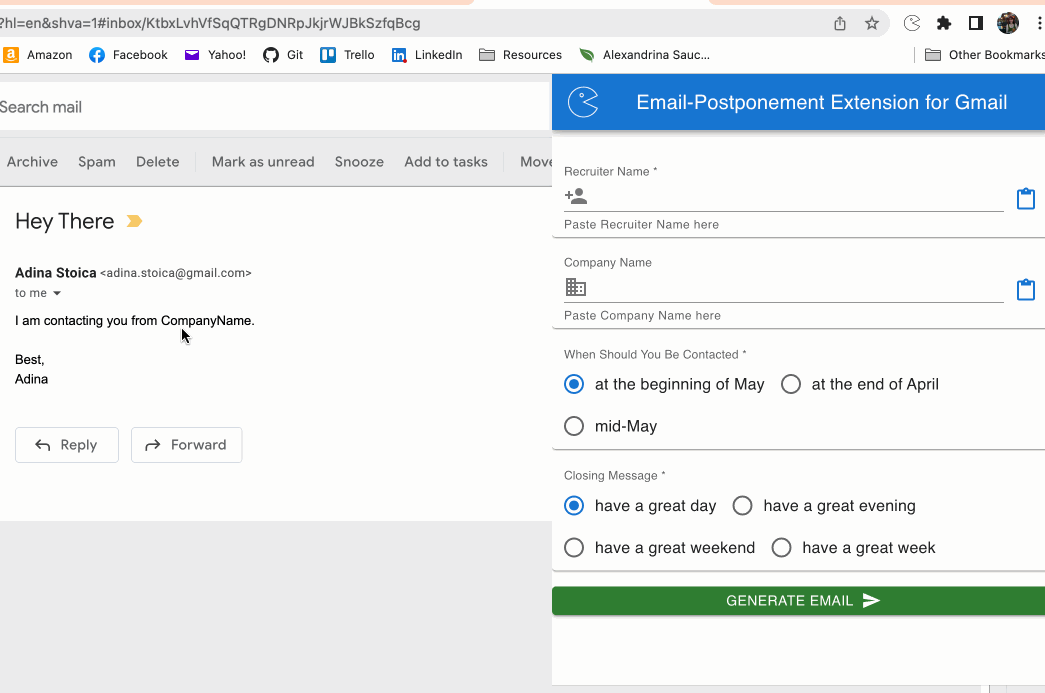 ?hl=en&shva=1#inbox/KtbxLvhVfSqQTRgDNRpJkjrWJBkSzfqBcg
Amazon Facebook Yahoo! Git Trello LinkedIn Resources Alexandrina Sauc... Other Bookmarks
Search mail
Archive Spam Delete Mark as unread Snooze Add to tasks Move
Hey There
Adina Stoica <adina.stoica@gmail.com>
to me
I am contacting you from CompanyName.
Best,
Adina
Reply Forward
Email-Postponement Extension for Gmail
Recruiter Name *
Paste Recruiter Name here
Company Name
Paste Company Name here
When Should You Be Contacted *
at the beginning of May at the end of April
mid-May
Closing Message *
have a great day have a great evening
have a great weekend have a great week
GENERATE EMAIL